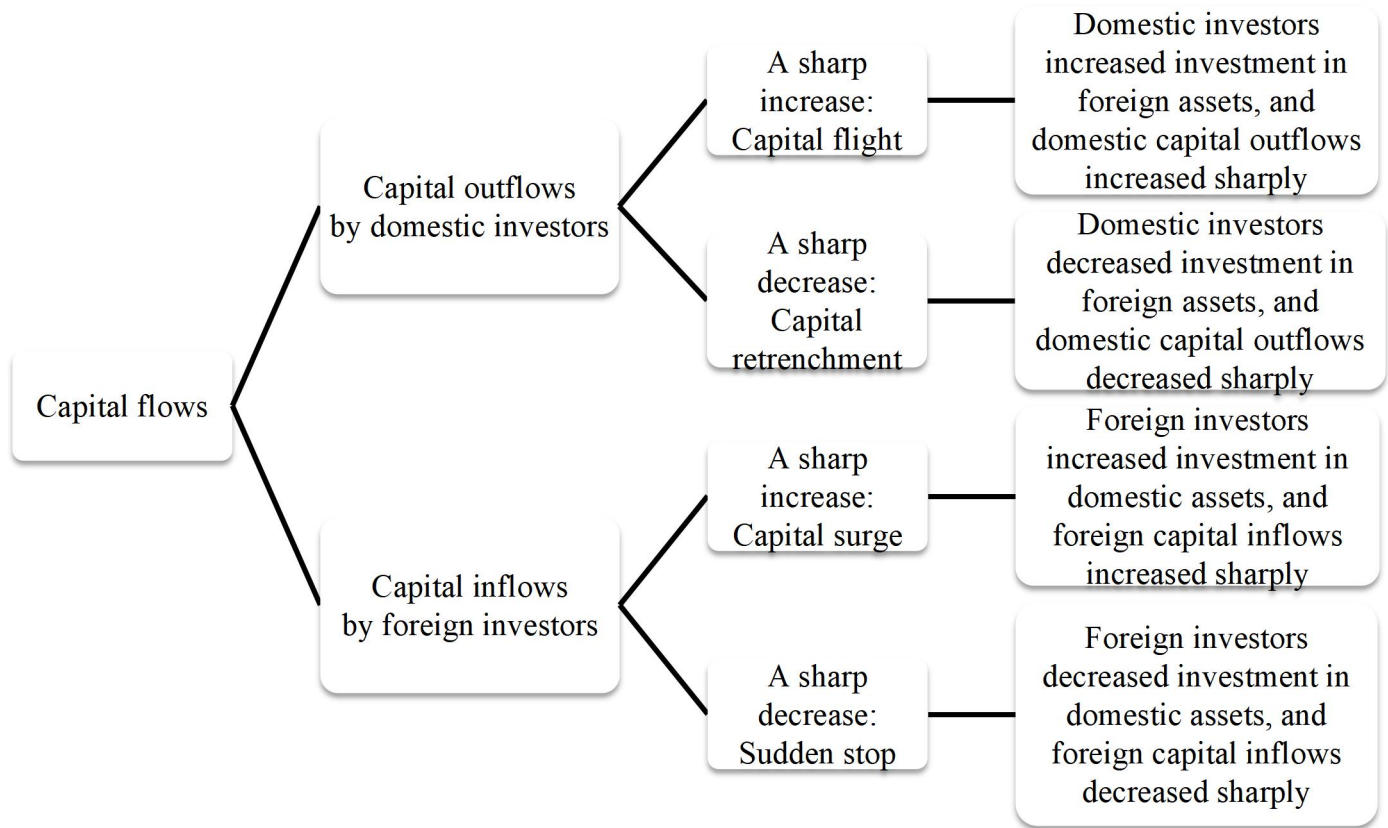 Capital flows
Capital outflows
by domestic investors
Capital inflows
by foreign investors
A sharp
increase:
Capital flight
A sharp
decrease:
Capital
retrenchment
A sharp
increase:
Capital surge
A sharp
decrease:
Sudden stop
Domestic investors
increased investment in
foreign assets, and
domestic capital outflows
increased sharply
Domestic investors
decreased investment in
foreign assets, and
domestic capital outflows
decreased sharply
Foreign investors
increased investment in
domestic assets, and
foreign capital inflows
increased sharply
Foreign investors
decreased investment in
domestic assets, and
foreign capital inflows
decreased sharply